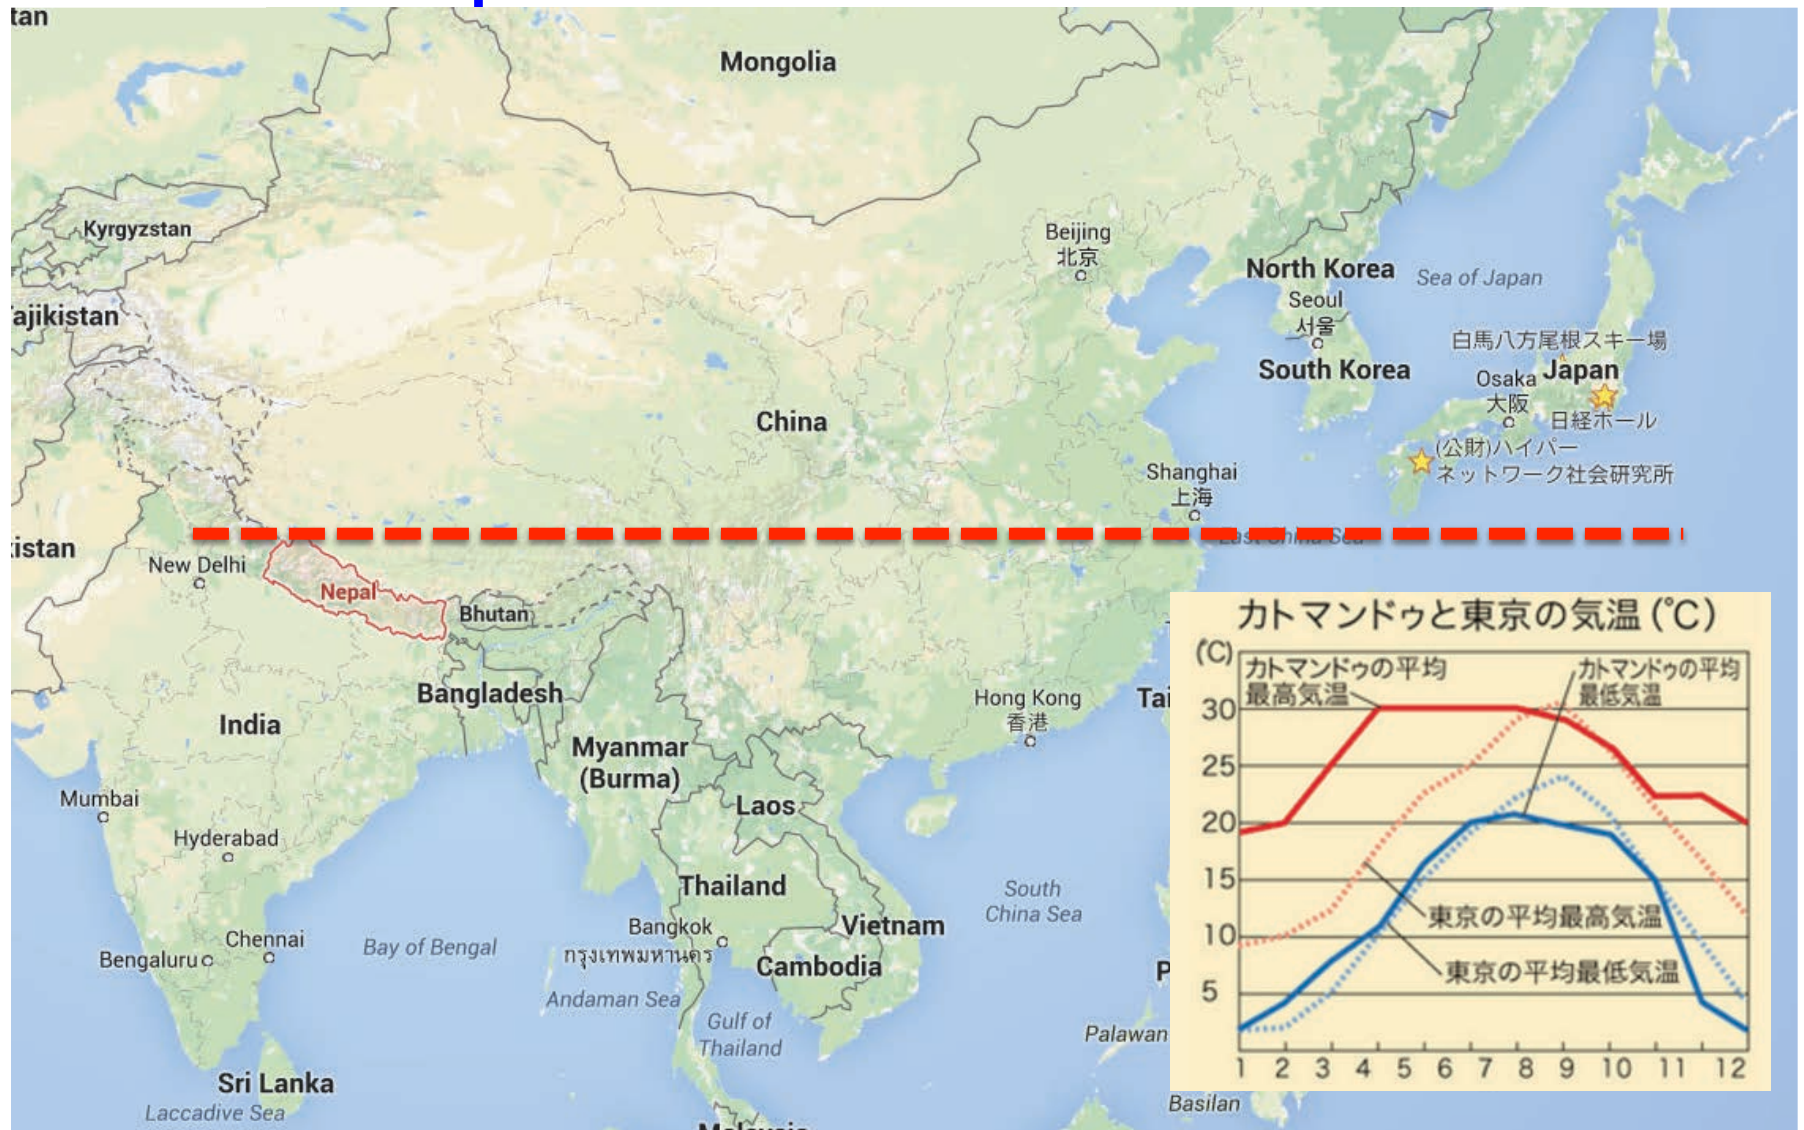 tan
Mongolia
Kyrgyzstan
ajikistan
Beijing
北京
North Korea
Sea of Japan
Seoul
서울
South Korea
白馬八方尾根スキー場
Osaka
大阪
Japan
日経ホール
China
(公財)ハイパー
ネットワーク社会研究所
Shanghai
上海
East China Sea
istan
New Delhi
Nepal
Bhutan
Bangladesh
India
Myanmar
(Burma)
Hong Kong
香港
Tai
Mumbai
Hyderabad
Laos
Thailand
South
China Sea
Bangkok
กรุงเทพมหานคร
Vietnam
Chennai
Bengaluru
Bay of Bengal
Cambodia
P
Andaman Sea
Gulf of
Thailand
Palawan
Sri Lanka
Laccadive Sea
Malaysia
Basilan
カトマンドゥと東京の気温(℃)
(℃)
カトマンドゥの平均
最高気温
カトマンドゥの平均
最低気温
30
25
20
15
10
5
東京の平均最高気温
東京の平均最低気温
1 2 3 4 5 6 7 8 9 10 11 12